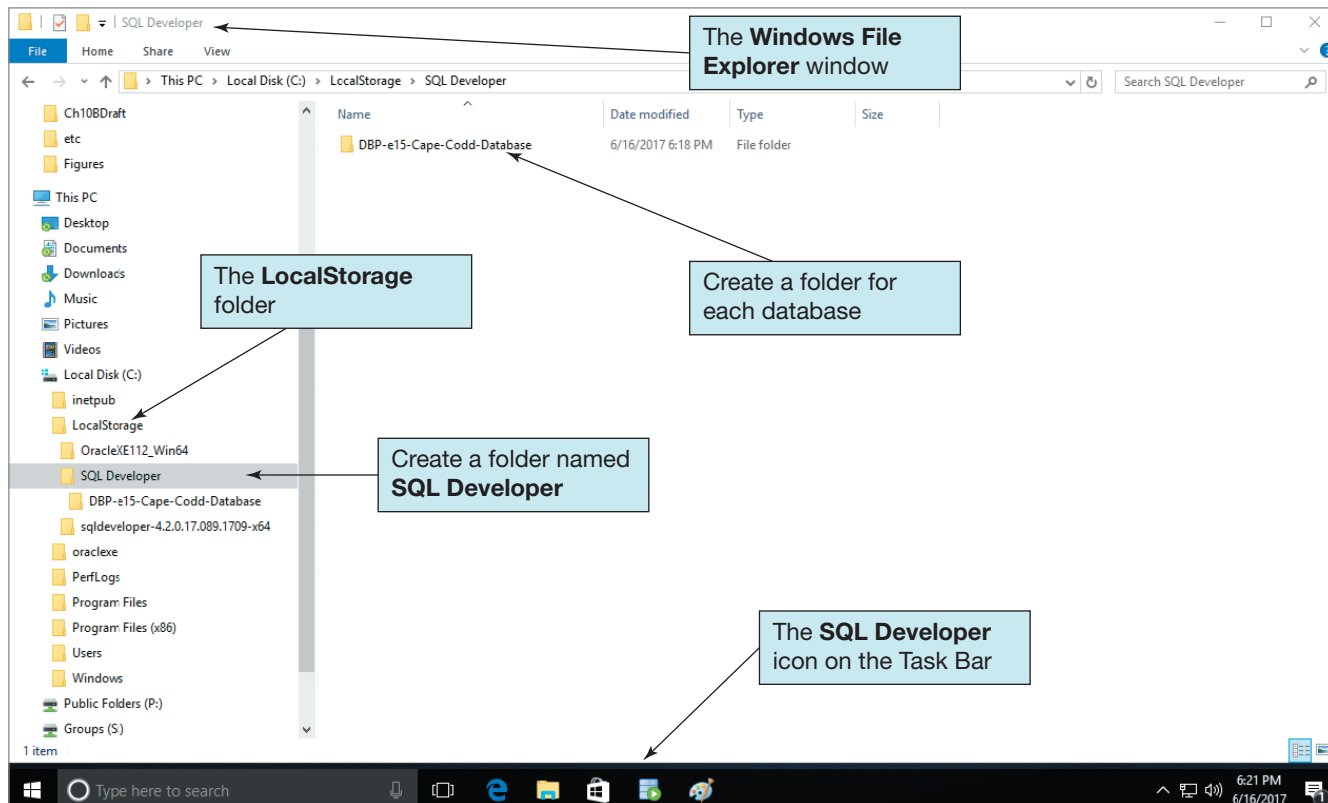 SQL Developer
File Home Share View
This PC > Local Disk (C:) > LocalStorage > SQL Developer
Search SQL Developer
Name Date modified Type Size
DBP-e15-Cape-Codd-Database 6/16/2017 6:18 PM File folder
Ch10BDraft
etc
Figures
This PC
Desktop
Documents
Downloads
Music
Pictures
Videos
Local Disk (C:)
inetpub
LocalStorage
OracleXE112_Win64
SQL Developer
DBP-e15-Cape-Codd-Database
sqldeveloper-4.2.0.17.089.1709-x64
oraclexe
PerfLogs
Program Files
Program Files (x86)
Users
Windows
Public Folders (P:)
Groups (S:)
1 item
The Windows File
Explorer window
The LocalStorage
folder
Create a folder for
each database
Create a folder named
SQL Developer
The SQL Developer
icon on the Task Bar
Type here to search
6:21 PM
6/16/2017
1